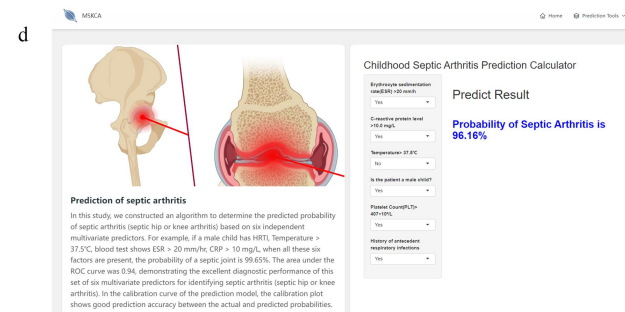 d
MSKCA
Home
Prediction Tools
Prediction of septic arthritis
In this study, we constructed an algorithm to determine the predicted probability
of septic arthritis (septic hip or knee arthritis) based on six independent
multivariate predictors. For example, if a male child has HRTI, Temperature >
37.5℃, blood test shows ESR > 20 mm/hr, CRP > 10 mg/L, when all these six
factors are present, the probability of a septic joint is 99.65%. The area under the
ROC curve was 0.94, demonstrating the excellent diagnostic performance of this
set of six multivariate predictors for identifying septic arthritis (septic hip or knee
arthritis). In the calibration curve of the prediction model, the calibration plot
shows good prediction accuracy between the actual and predicted probabilities.
Childhood Septic Arthritis Prediction Calculator
Erythrocyte sedimentation
rate(ESR) >20 mm/h
Yes
C-reactive protein level
>10.0 mg/L
Yes
Temperature> 37.5℃
No
Is the patient a male child?
Yes
Platelet Count(PLT)>
407×10⁹/L
Yes
History of antecedent
respiratory infections
Yes
Predict Result
Probability of Septic Arthritis is
96.16%